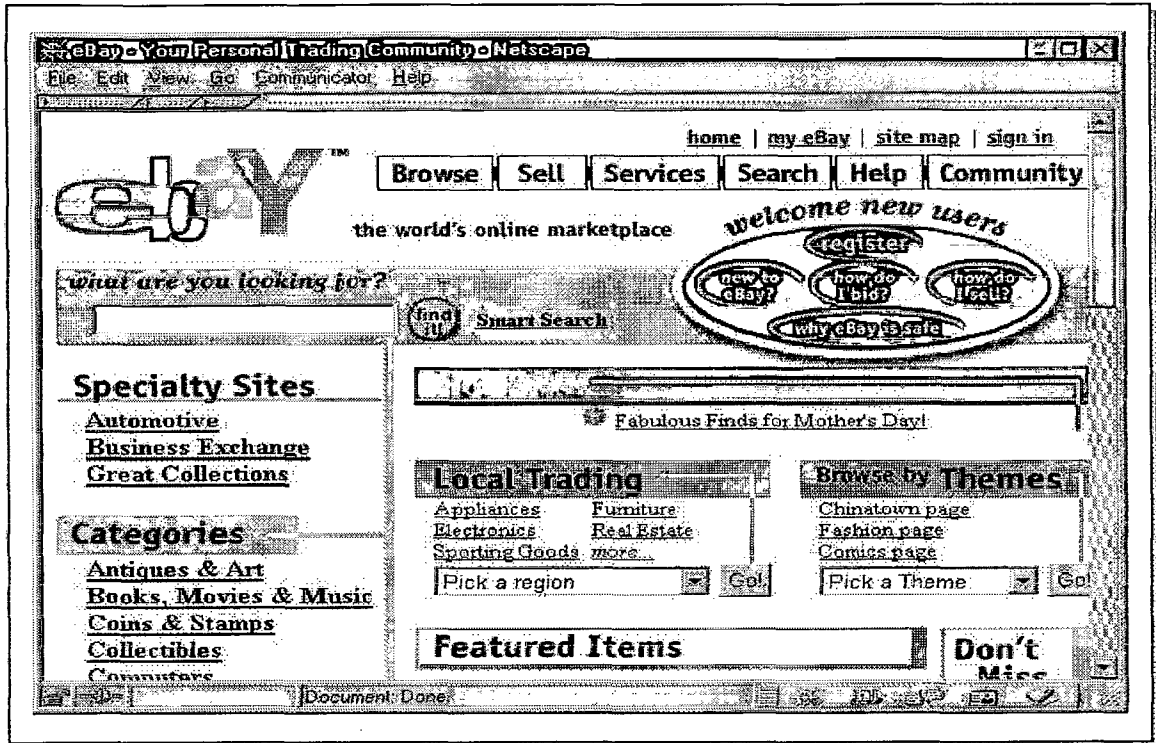 eBay - Your Personal Trading Community - Netscape
File Edit View Go Communicator Help
home | my eBay | site map | sign in
ebaY™
Browse Sell Services Search Help Community
the world's online marketplace
welcome new users
register
new to eBay?
how do I bid?
how do I sell?
why eBay is safe
what are you looking for?
find it!
Smart Search
Specialty Sites
Automotive
Business Exchange
Great Collections
Categories
Antiques & Art
Books, Movies & Music
Coins & Stamps
Collectibles
Computers
Fabulous Finds for Mother's Day!
Local Trading
Appliances Furniture
Electronics Real Estate
Sporting Goods more...
Pick a region Go!
Browse by Themes
Chinatown page
Fashion page
Comics page
Pick a Theme Go!
Featured Items
Don't
Miss
Document: Done